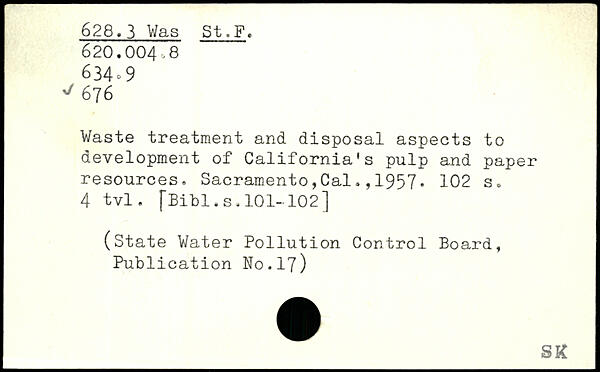 628.3 Was St.F.
620.004.8
634.9
✓ 676
Waste treatment and disposal aspects to
development of California's pulp and paper
resources. Sacramento,Cal.,1957. 102 s.
4 tvl. [Bibl.s.101-102]
(State Water Pollution Control Board,
Publication No.17)
SK